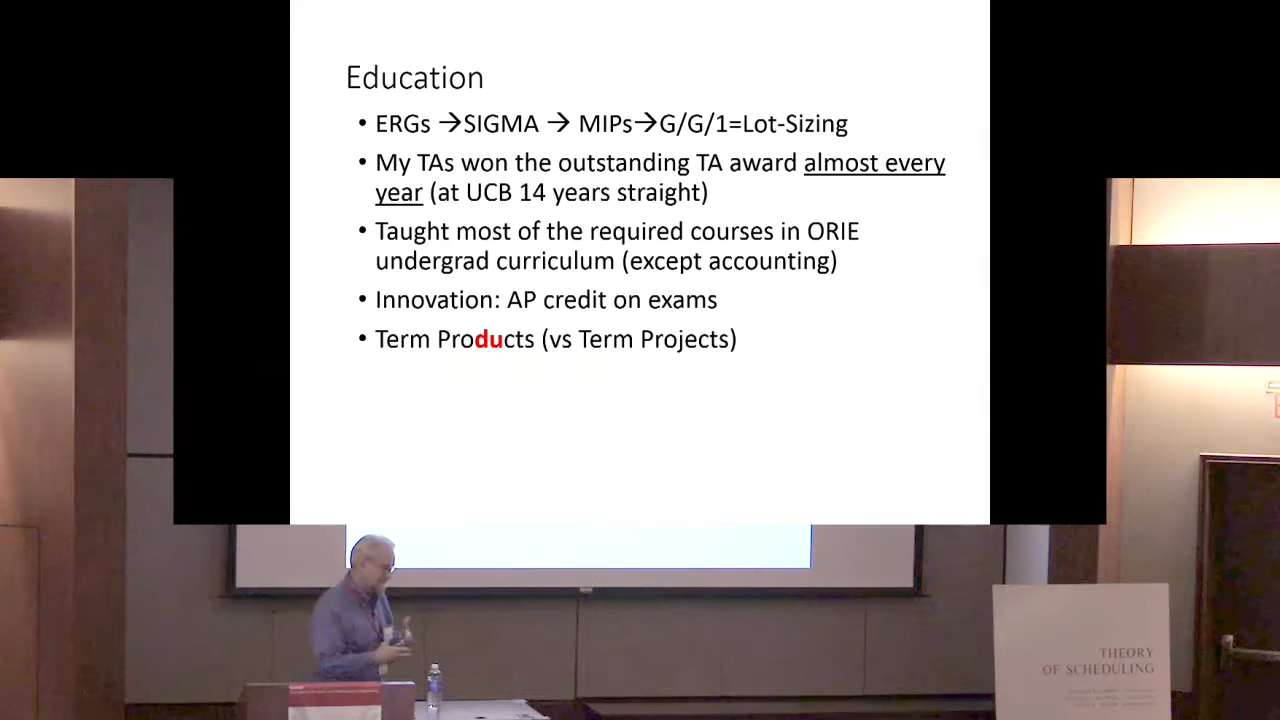 Education
• ERGs →SIGMA → MIPs→G/G/1=Lot-Sizing
• My TAs won the outstanding TA award almost every
year (at UCB 14 years straight)
• Taught most of the required courses in ORIE
undergrad curriculum (except accounting)
• Innovation: AP credit on exams
• Term Products (vs Term Projects)
THEORY
OF SCHEDULING